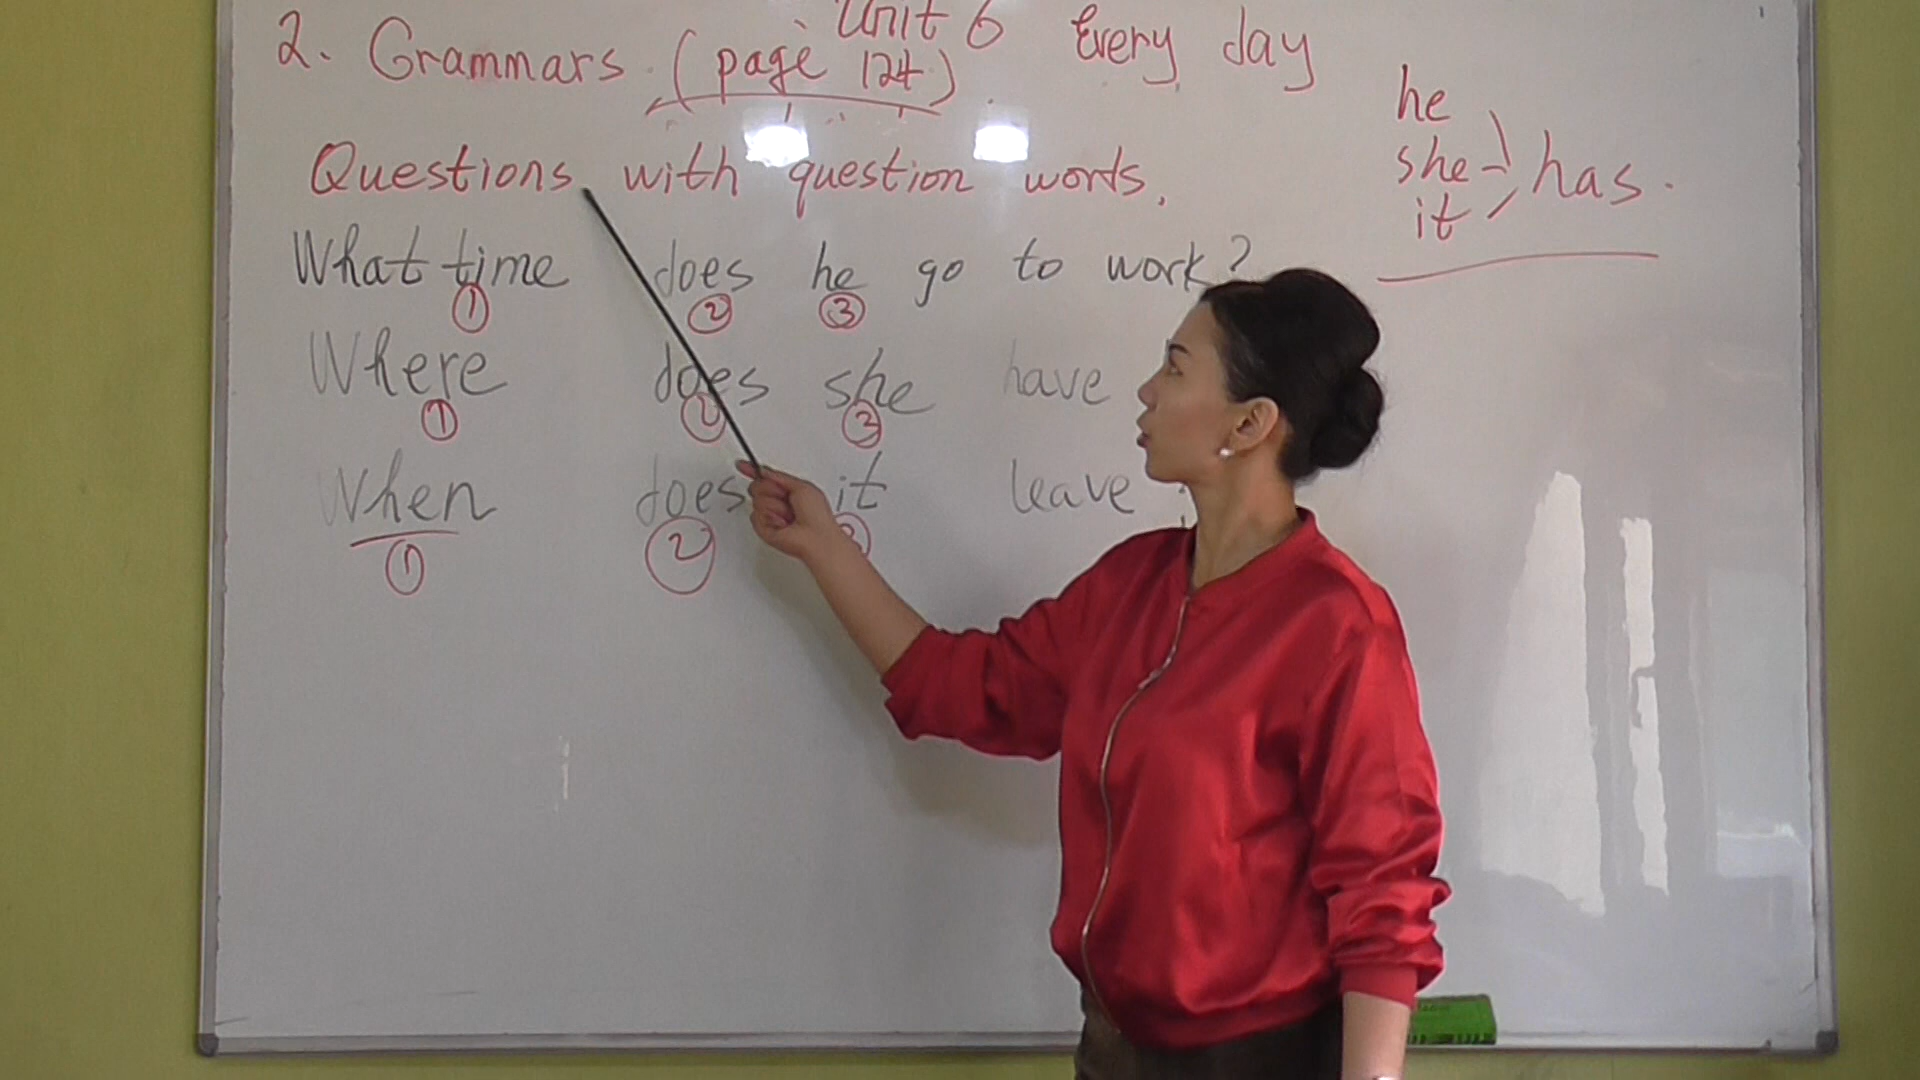 Unit 6 Every day
2. Grammars. (page 124).
Questions with question words.
What time does he go to work?
① ② ③
Where does she have
① ② ③
When does it leave
① ②
he
she has.
it